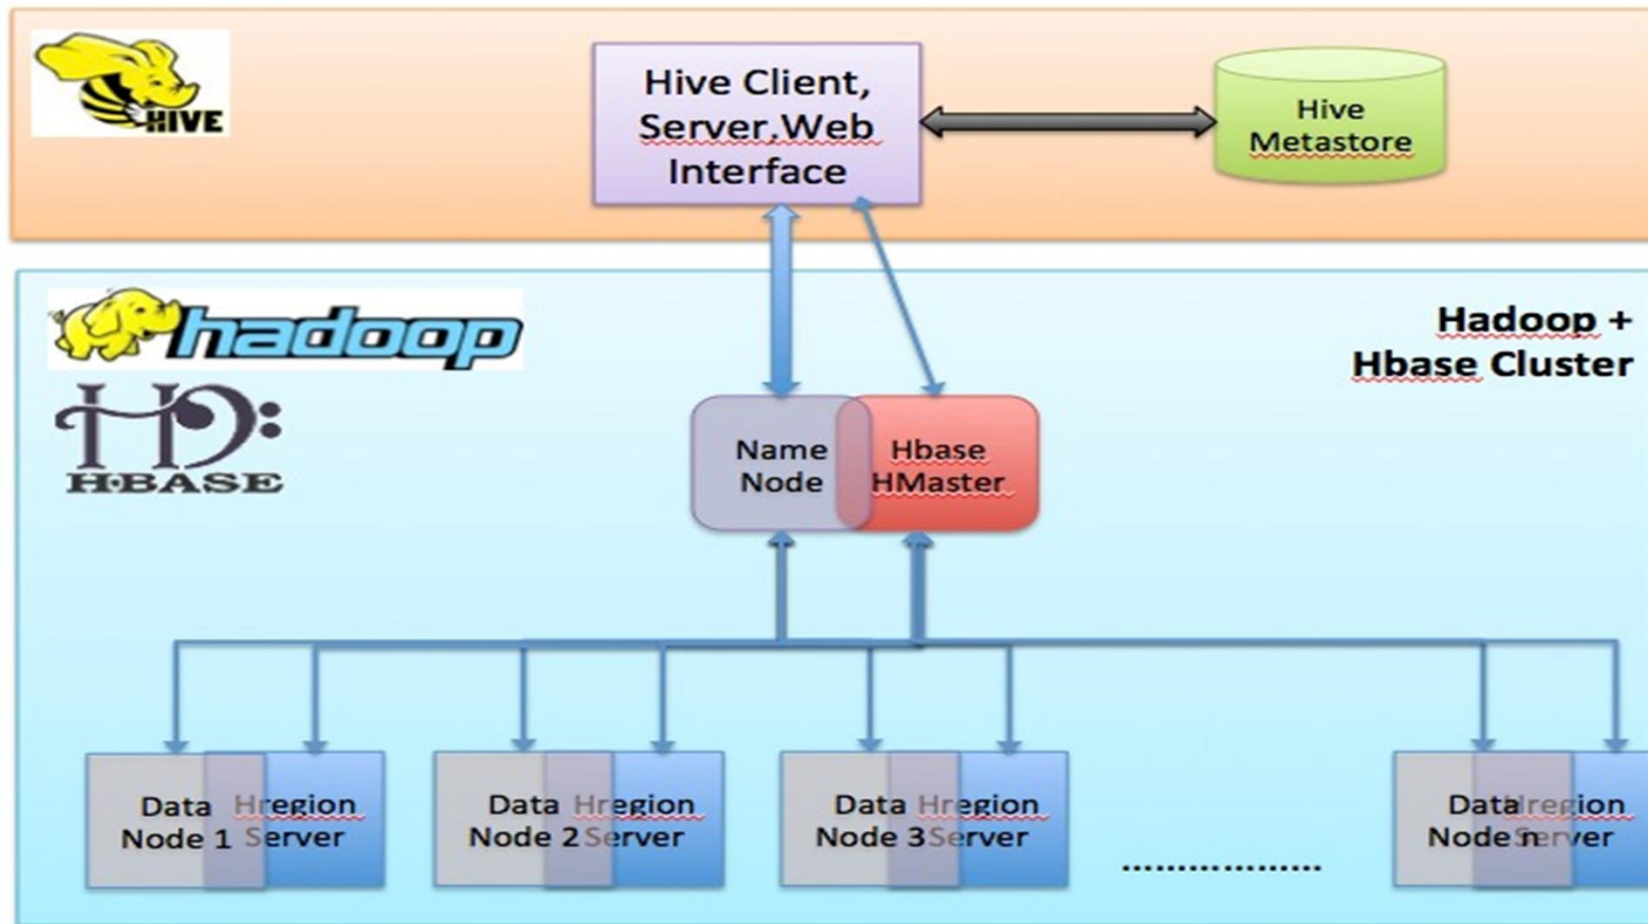 HIVE
Hive Client,
Server,Web
Interface
Hive
Metastore
hadoop
H·BASE
Hadoop +
Hbase Cluster
Name
Node
Hbase
HMaster
Data
Node 1
Hregion
Server
Data
Node 2
Hregion
Server
Data
Node 3
Hregion
Server
..................
Data
Node n
Hregion
Server